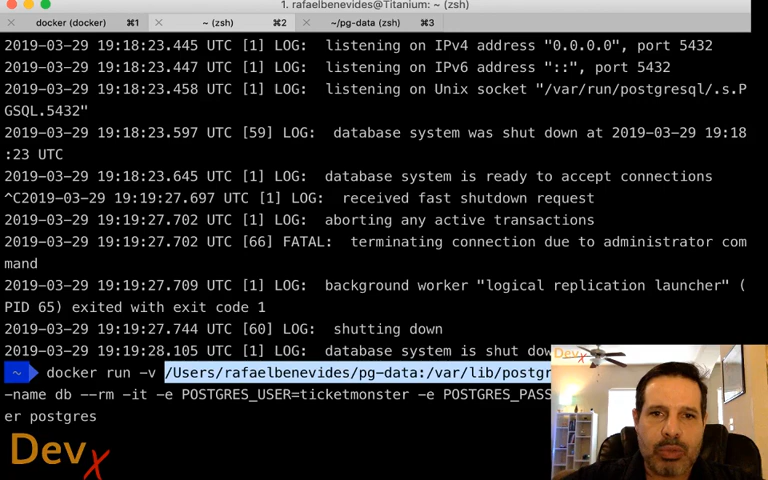 1. rafaelbenevides@Titanium: ~ (zsh)
docker (docker) ⌘1 ~ (zsh) ⌘2 ~/pg-data (zsh) ⌘3
2019-03-29 19:18:23.445 UTC [1] LOG:  listening on IPv4 address "0.0.0.0", port 5432
2019-03-29 19:18:23.447 UTC [1] LOG:  listening on IPv6 address "::", port 5432
2019-03-29 19:18:23.458 UTC [1] LOG:  listening on Unix socket "/var/run/postgresql/.s.P
GSQL.5432"
2019-03-29 19:18:23.597 UTC [59] LOG:  database system was shut down at 2019-03-29 19:18
:23 UTC
2019-03-29 19:18:23.645 UTC [1] LOG:  database system is ready to accept connections
^C2019-03-29 19:19:27.697 UTC [1] LOG:  received fast shutdown request
2019-03-29 19:19:27.702 UTC [1] LOG:  aborting any active transactions
2019-03-29 19:19:27.702 UTC [66] FATAL:  terminating connection due to administrator com
mand
2019-03-29 19:19:27.709 UTC [1] LOG:  background worker "logical replication launcher" (
PID 65) exited with exit code 1
2019-03-29 19:19:27.744 UTC [60] LOG:  shutting down
2019-03-29 19:19:28.105 UTC [1] LOG:  database system is shut dow
~ docker run -v /Users/rafaelbenevides/pg-data:/var/lib/postgr
-name db --rm -it -e POSTGRES_USER=ticketmonster -e POSTGRES_PASS
er postgres
DevX
DevX